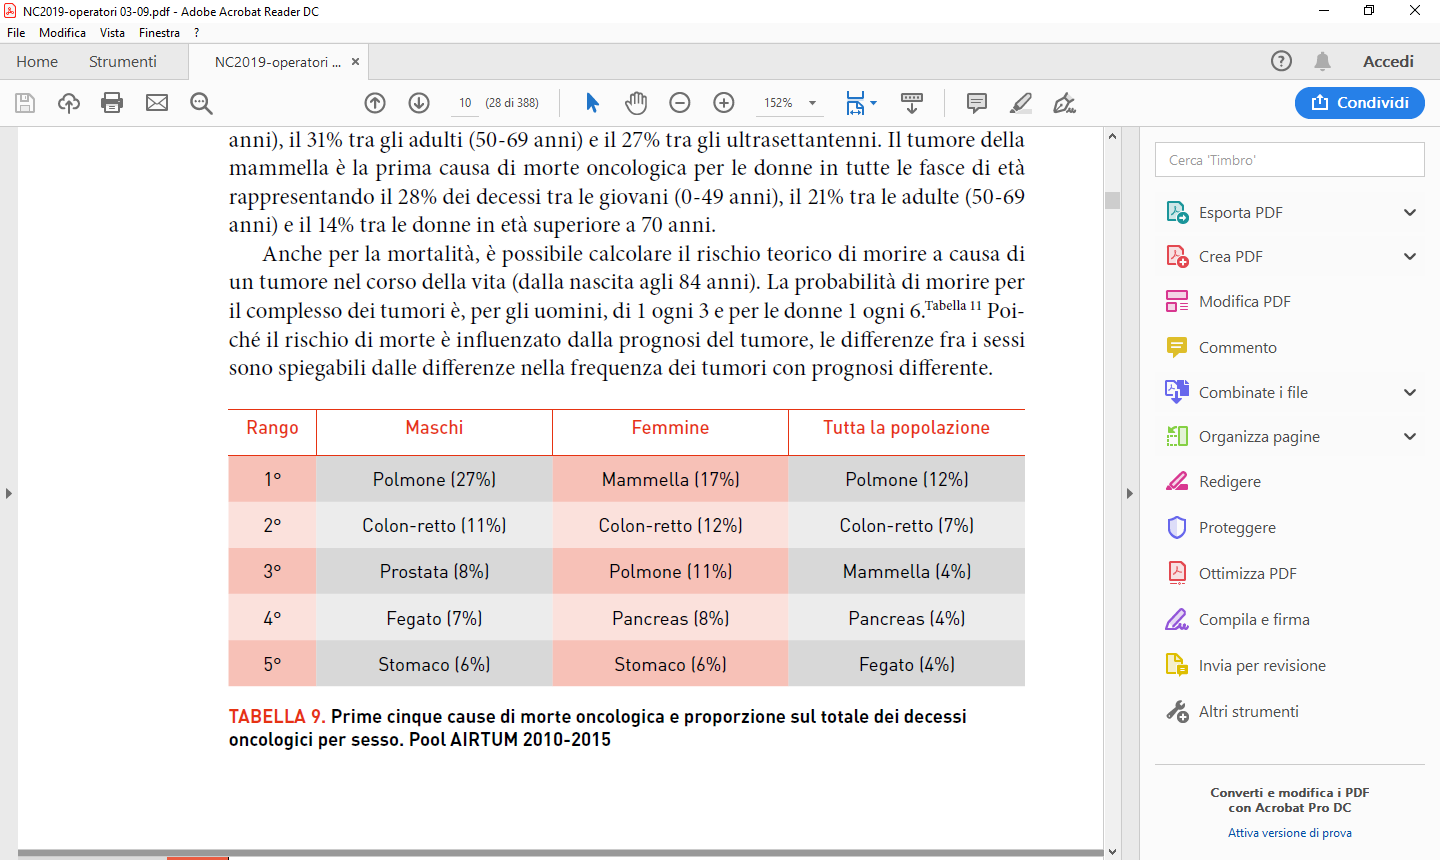 NC2019-operatori 03-09.pdf - Adobe Acrobat Reader DC
File Modifica Vista Finestra ?
Home Strumenti NC2019-operatori ... × Accedi
10 (28 di 388) 152% Condividi
anni), il 31% tra gli adulti (50-69 anni) e il 27% tra gli ultrasettantenni. Il tumore della
mammella è la prima causa di morte oncologica per le donne in tutte le fasce di età
rappresentando il 28% dei decessi tra le giovani (0-49 anni), il 21% tra le adulte (50-69
anni) e il 14% tra le donne in età superiore a 70 anni.
Anche per la mortalità, è possibile calcolare il rischio teorico di morire a causa di
un tumore nel corso della vita (dalla nascita agli 84 anni). La probabilità di morire per
il complesso dei tumori è, per gli uomini, di 1 ogni 3 e per le donne 1 ogni 6.Tabella 11 Poi-
ché il rischio di morte è influenzato dalla prognosi del tumore, le differenze fra i sessi
sono spiegabili dalle differenze nella frequenza dei tumori con prognosi differente.
Rango Maschi Femmine Tutta la popolazione
1° Polmone (27%) Mammella (17%) Polmone (12%)
2° Colon-retto (11%) Colon-retto (12%) Colon-retto (7%)
3° Prostata (8%) Polmone (11%) Mammella (4%)
4° Fegato (7%) Pancreas (8%) Pancreas (4%)
5° Stomaco (6%) Stomaco (6%) Fegato (4%)
TABELLA 9. Prime cinque cause di morte oncologica e proporzione sul totale dei decessi
oncologici per sesso. Pool AIRTUM 2010-2015
Cerca 'Timbro'
Esporta PDF
Crea PDF
Modifica PDF
Commento
Combinate i file
Organizza pagine
Redigere
Proteggere
Ottimizza PDF
Compila e firma
Invia per revisione
Altri strumenti
Converti e modifica i PDF
con Acrobat Pro DC
Attiva versione di prova